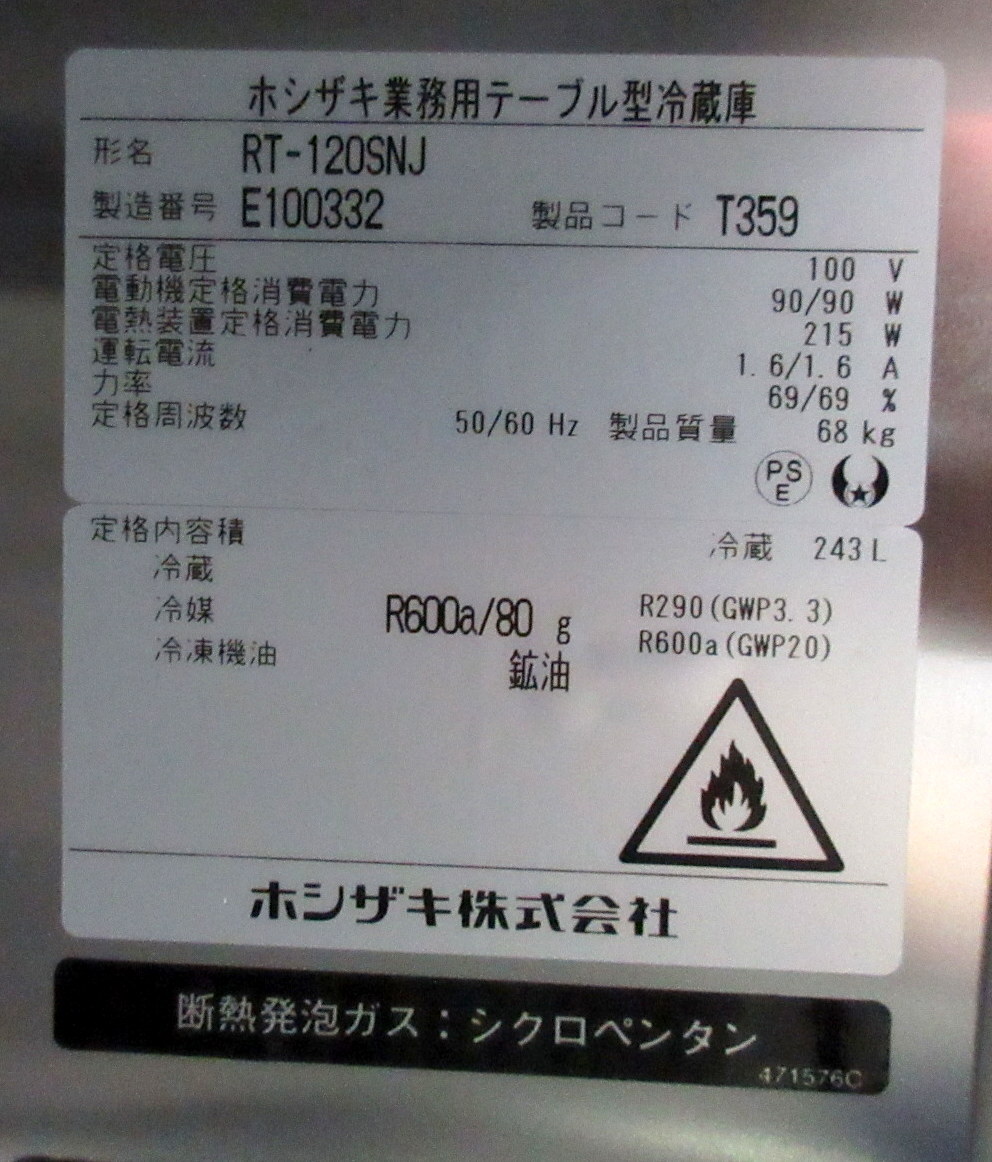 ホシザキ業務用テーブル型冷蔵庫
形名 RT-120SNJ
製造番号 E100332 製品コード T359
定格電圧 100 V
電動機定格消費電力 90/90 W
電熱装置定格消費電力 215 W
運転電流 1.6/1.6 A
力率 69/69 %
定格周波数 50/60 Hz 製品質量 68 kg
PS
E
定格内容積 冷蔵 243 L
冷蔵
冷媒 R600a/80 g R290(GWP3.3)
冷凍機油 鉱油 R600a(GWP20)
ホシザキ株式会社
断熱発泡ガス：シクロペンタン
471576C